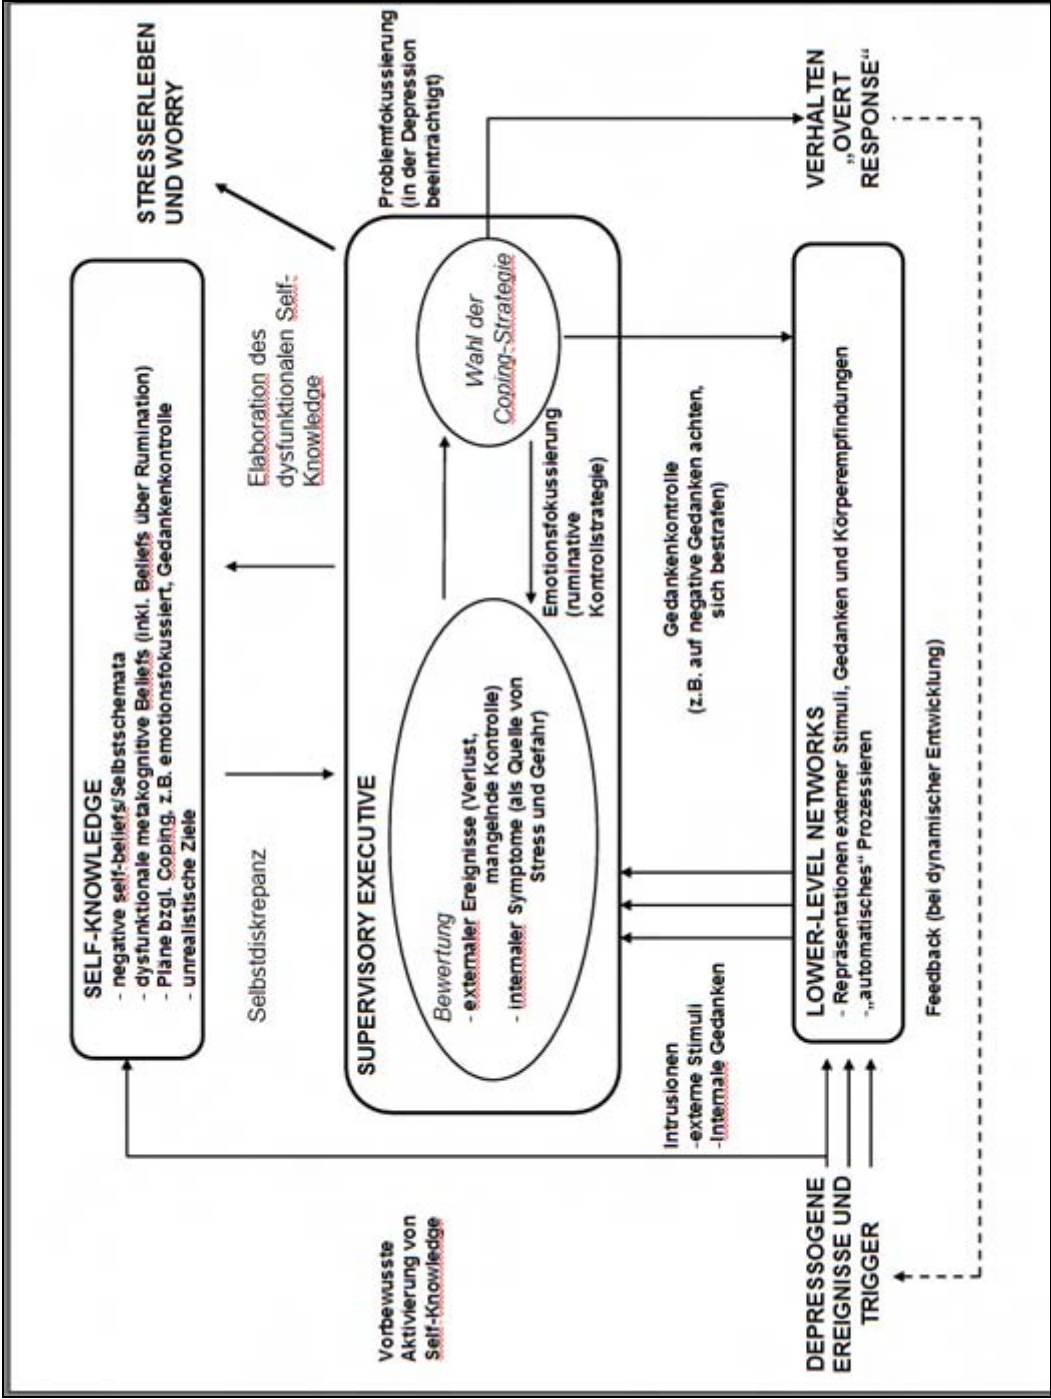 STRESSERLEBEN
UND WORRY
SELF-KNOWLEDGE
- negative self-beliefs/Selbstschemata
- dysfunktionale metakognitive Beliefs (inkl. Beliefs über Rumination)
- Pläne bzgl. Coping, z.B. emotionsfokussiert, Gedankenkontrolle
- unrealistische Ziele
Selbstdiskrepanz
Elaboration des
dysfunktionalen Self-
Knowledge
Vorbewusste
Aktivierung von
Self-Knowledge
SUPERVISORY EXECUTIVE
Bewertung
- externaler Ereignisse (Verlust,
mangelnde Kontrolle)
- internaler Symptome (als Quelle von
Stress und Gefahr)
Wahl der
Coping-Strategie
Emotionsfokussierung
(ruminative
Kontrollstrategie)
Problemfokussierung
(in der Depression
beeinträchtigt)
Intrusionen
-externe Stimuli
-Internale Gedanken
Gedankenkontrolle
(z.B. auf negative Gedanken achten,
sich bestrafen)
DEPRESSOGENE
EREIGNISSE UND
TRIGGER
LOWER-LEVEL NETWORKS
- Repräsentationen externer Stimuli, Gedanken und Körperempfindungen
-„automatisches“ Prozessieren
VERHALTEN
„OVERT
RESPONSE“
Feedback (bei dynamischer Entwicklung)